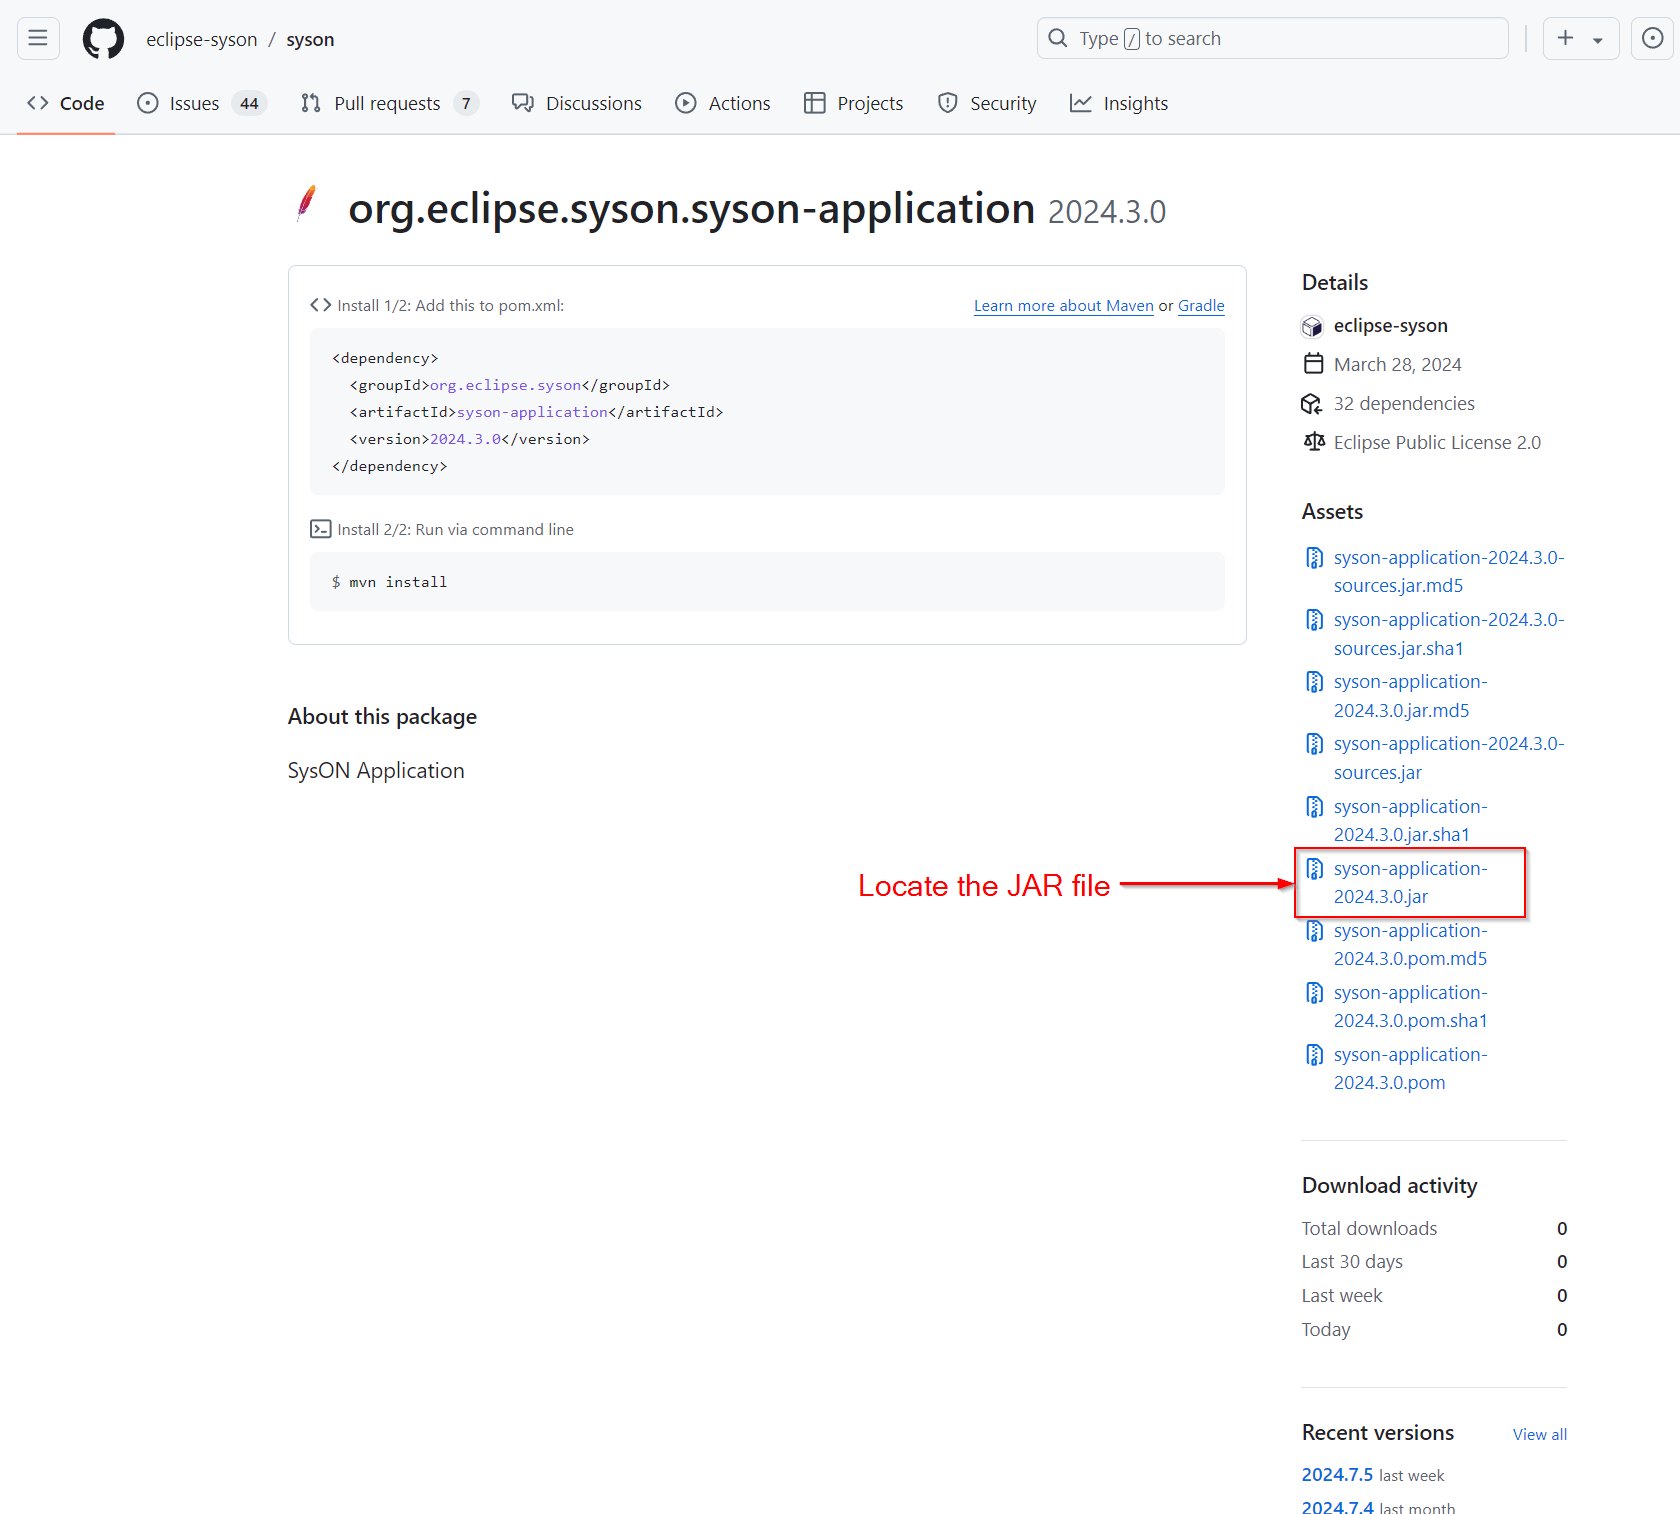 eclipse-syson / syson
Type / to search
Code
Issues 44
Pull requests 7
Discussions
Actions
Projects
Security
Insights
org.eclipse.syson.syson-application 2024.3.0
Install 1/2: Add this to pom.xml:
Learn more about Maven or Gradle
<dependency>
<groupId>org.eclipse.syson</groupId>
<artifactId>syson-application</artifactId>
<version>2024.3.0</version>
</dependency>
Install 2/2: Run via command line
$ mvn install
About this package
SysON Application
Locate the JAR file
Details
eclipse-syson
March 28, 2024
32 dependencies
Eclipse Public License 2.0
Assets
syson-application-2024.3.0-
sources.jar.md5
syson-application-2024.3.0-
sources.jar.sha1
syson-application-
2024.3.0.jar.md5
syson-application-2024.3.0-
sources.jar
syson-application-
2024.3.0.jar.sha1
syson-application-
2024.3.0.jar
syson-application-
2024.3.0.pom.md5
syson-application-
2024.3.0.pom.sha1
syson-application-
2024.3.0.pom
Download activity
Total downloads 0
Last 30 days 0
Last week 0
Today 0
Recent versions
View all
2024.7.5 last week
2024.7.4 last month